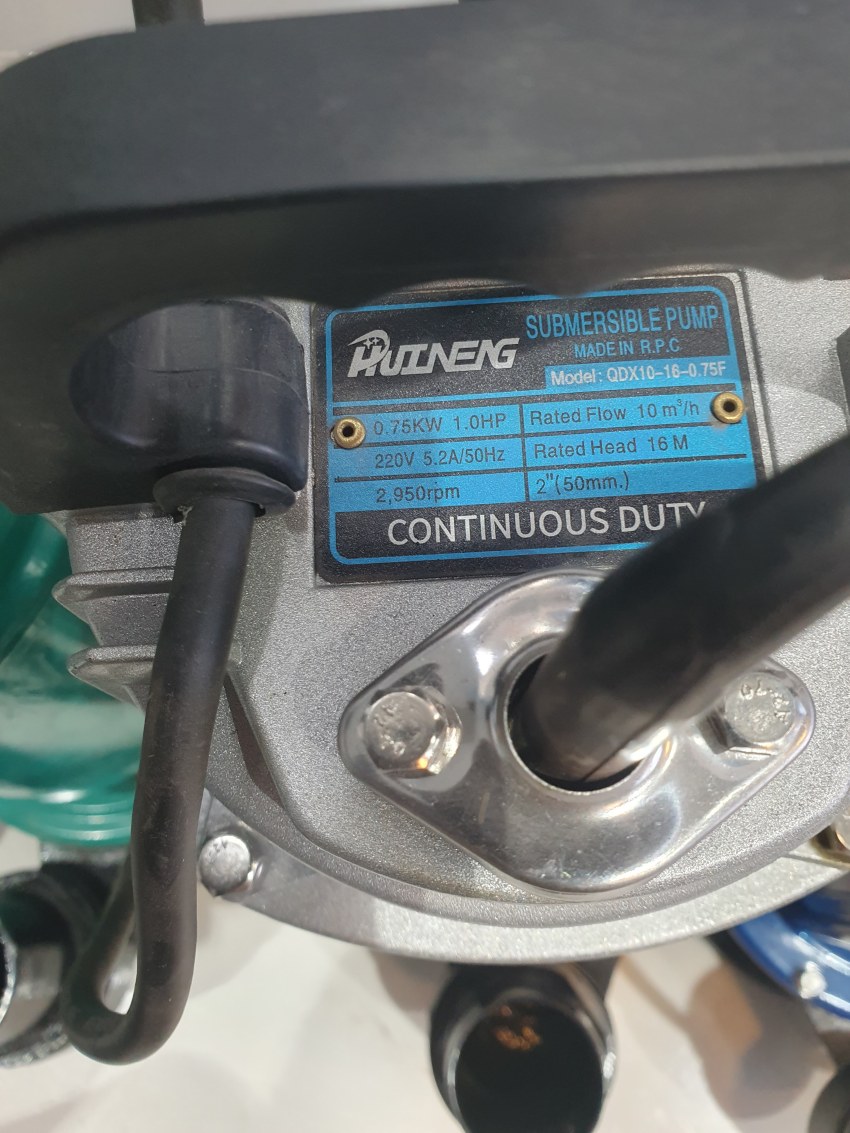 HUINENG
SUBMERSIBLE PUMP
MADE IN R.P.C
Model: QDX10-16-0.75F
0.75KW 1.0HP
Rated Flow 10 m³/h
220V 5.2A/50Hz
Rated Head 16 M
2,950rpm
2"(50mm.)
CONTINUOUS DUTY